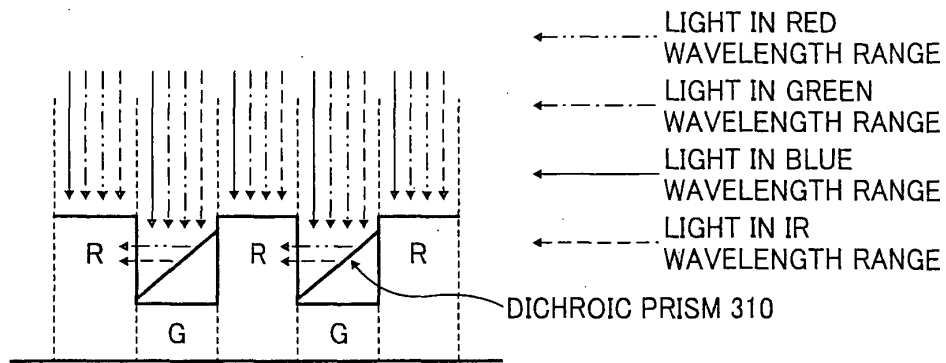 LIGHT IN RED
WAVELENGTH RANGE
LIGHT IN GREEN
WAVELENGTH RANGE
LIGHT IN BLUE
WAVELENGTH RANGE
LIGHT IN IR
WAVELENGTH RANGE
R R R
DICHROIC PRISM 310
G G